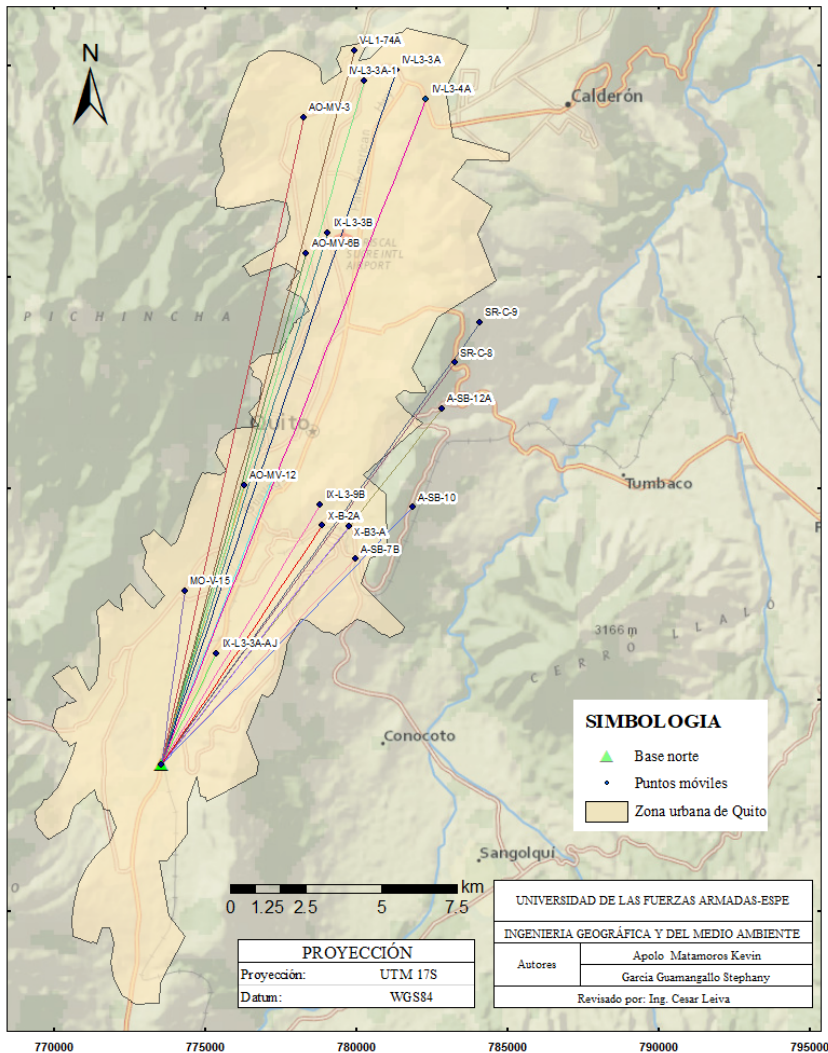 N
V-L1-74A
IV-L3-3A
IV-L3-3A-1
IV-L3-4A
Calderón
AO-MV-3
IX-L3-3B
AO-MV-6B
SUCRE INTL
AIRPORT
PICHINCHA
SR-C-9
SR-C-8
A-SB-12A
Quito
AO-MV-12
Tumbaco
IX-L3-9B
A-SB-10
X-B-2A
X-B3-A
A-SB-7B
MO-V-15
3166 m
CERRO ILALO
IX-L3-3A-AJ
Conocoto
SIMBOLOGIA
Base norte
Puntos móviles
Zona urbana de Quito
Sangolquí
km
0 1.25 2.5 5 7.5
PROYECCIÓN
Proyección: UTM 17S
Datum: WGS84
UNIVERSIDAD DE LAS FUERZAS ARMADAS-ESPE
INGENIERIA GEOGRÁFICA Y DEL MEDIO AMBIENTE
Autores
Apolo Matamoros Kevin
García Guamangallo Stephany
Revisado por: Ing. Cesar Leiva
770000 775000 780000 785000 790000 795000